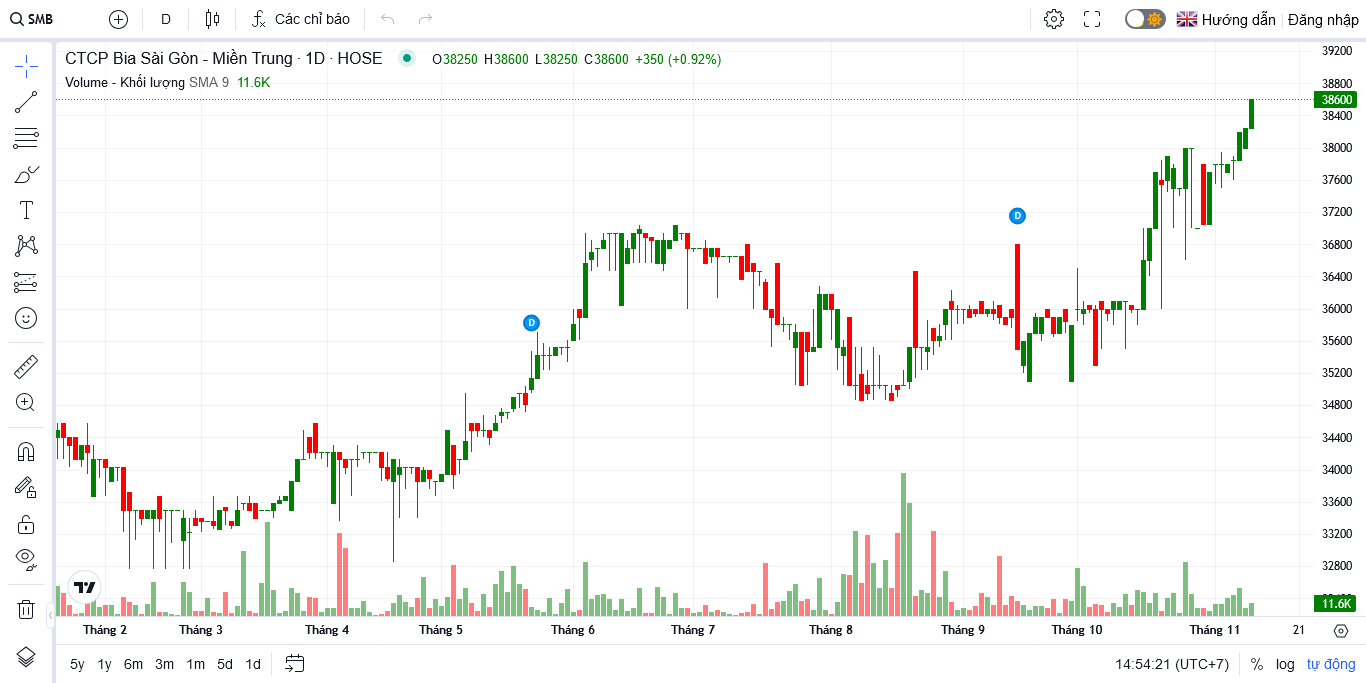 SMB D Các chỉ báo Hướng dẫn Đăng nhập
CTCP Bia Sài Gòn - Miền Trung · 1D · HOSE O38250 H38600 L38250 C38600 +350 (+0.92%)
Volume - Khối lượng SMA 9 11.6K
39200
38800
38600
38400
38000
37600
37200
D
36800
36400
36000
D
35600
35200
34800
34400
34000
33600
33200
32800
11.6K
Tháng 2 Tháng 3 Tháng 4 Tháng 5 Tháng 6 Tháng 7 Tháng 8 Tháng 9 Tháng 10 Tháng 11 21
5y 1y 6m 3m 1m 5d 1d 14:54:21 (UTC+7) % log tự động